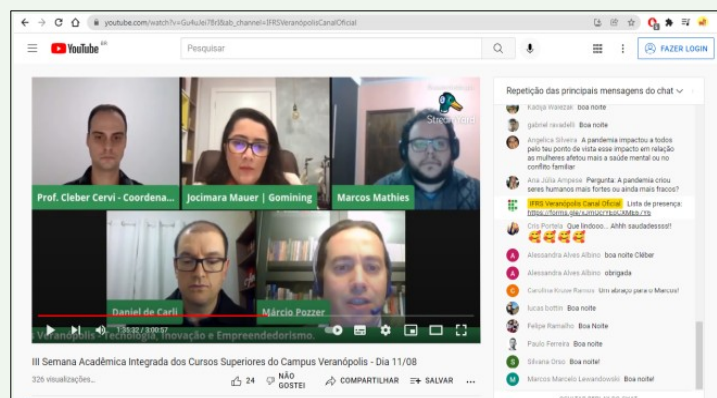 youtube.com/watch?v=Gu4uJei78rI&ab_channel=IFRSVeranópolisCanalOficial
YouTube BR
Pesquisar
FAZER LOGIN
StreamYard
Prof. Cleber Cervi - Coordena...
Jocimara Mauer | Gomining
Marcos Mathies
Daniel de Carli
Márcio Pozzer
Veranópolis - Tecnologia, Inovação e Empreendedorismo.
1:35:32 / 3:00:57
III Semana Acadêmica Integrada dos Cursos Superiores do Campus Veranópolis - Dia 11/08
326 visualizações...
24
NÃO
GOSTEI
COMPARTILHAR
SALVAR
Repetição das principais mensagens do chat
boa noite
gabriel ravadelli Boa noite
Angelica Silveira A pandemia impactou a todos
pelo teu ponto de vista esse impacto em relação
as mulheres afetou mais a saúde mental ou no
conflito familiar
Ana Júlia Ampese Pergunta: A pandemia criou
seres humanos mais fortes ou ainda mais fracos?
IFRS Veranópolis Canal Oficial Lista de presença:
Cris Portela Que lindooo... Ahhh saudadessss!!
Alessandra Alves Albino boa noite Cléber
Alessandra Alves Albino obrigada
Carolina Kruse Ramos Um abraço para o Marcos!
lucas bottin Boa noite
Felipe Ramalho Boa Noite
Paulo Ferreira Boa noite
Silvana Orso Boa noite!
Marcos Marcelo Lewandowski Boa noite!